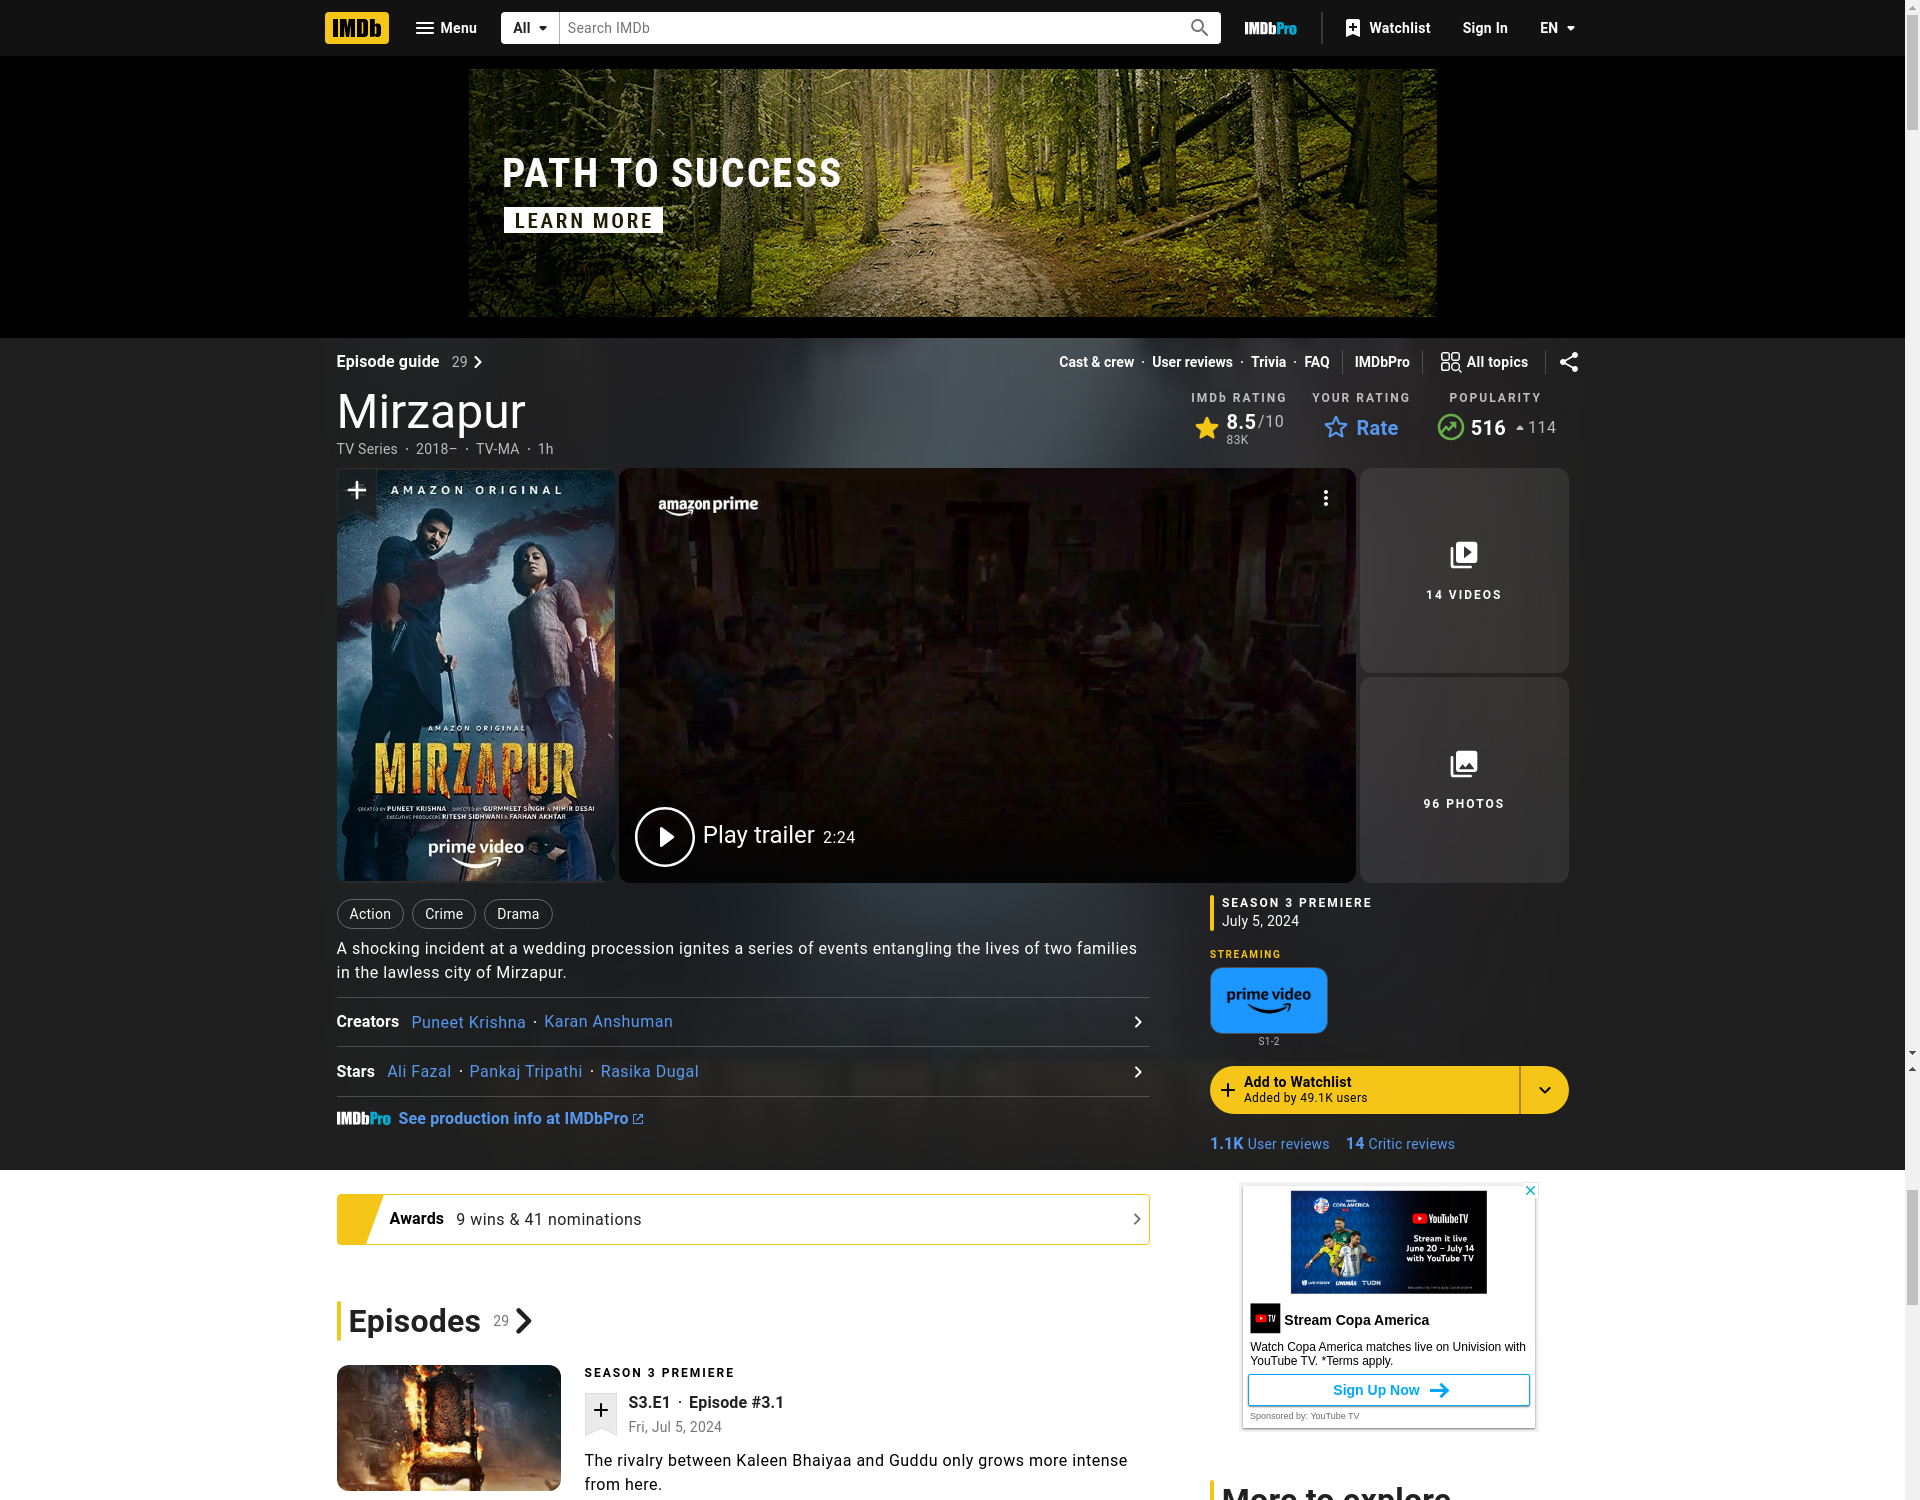 IMDb Menu All Search IMDb IMDbPro Watchlist Sign In EN
PATH TO SUCCESS
LEARN MORE
Episode guide 29
Cast & crew · User reviews · Trivia · FAQ IMDbPro All topics
Mirzapur
TV Series · 2018– · TV-MA · 1h
IMDb RATING YOUR RATING POPULARITY
8.5/10 Rate 516 114
83K
AMAZON ORIGINAL
AMAZON ORIGINAL
MIRZAPUR
CREATED BY PUNEET KRISHNA DIRECTED BY GURMMEET SINGH & MIHIR DESAI
EXECUTIVE PRODUCERS RITESH SIDHWANI & FARHAN AKHTAR
prime video
amazon prime
Play trailer 2:24
14 VIDEOS
96 PHOTOS
Action Crime Drama
A shocking incident at a wedding procession ignites a series of events entangling the lives of two families
in the lawless city of Mirzapur.
Creators Puneet Krishna · Karan Anshuman
Stars Ali Fazal · Pankaj Tripathi · Rasika Dugal
IMDbPro See production info at IMDbPro
SEASON 3 PREMIERE
July 5, 2024
STREAMING
prime video
S1-2
Add to Watchlist
Added by 49.1K users
1.1K User reviews 14 Critic reviews
Awards 9 wins & 41 nominations
Episodes 29
SEASON 3 PREMIERE
S3.E1 · Episode #3.1
Fri, Jul 5, 2024
The rivalry between Kaleen Bhaiyaa and Guddu only grows more intense
from here.
COPA AMERICA
YouTubeTV
Stream it live
June 20 – July 14
with YouTube TV
UNIVISION UNIMÁS TUDN
TV Stream Copa America
Watch Copa America matches live on Univision with
YouTube TV. *Terms apply.
Sign Up Now
Sponsored by: YouTube TV
More to explore